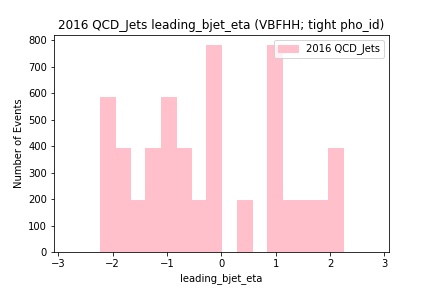 2016 QCD_Jets leading_bjet_eta (VBFHH; tight pho_id)
2016 QCD_Jets
Number of Events
800
700
600
500
400
300
200
100
0
−3 −2 −1 0 1 2 3
leading_bjet_eta